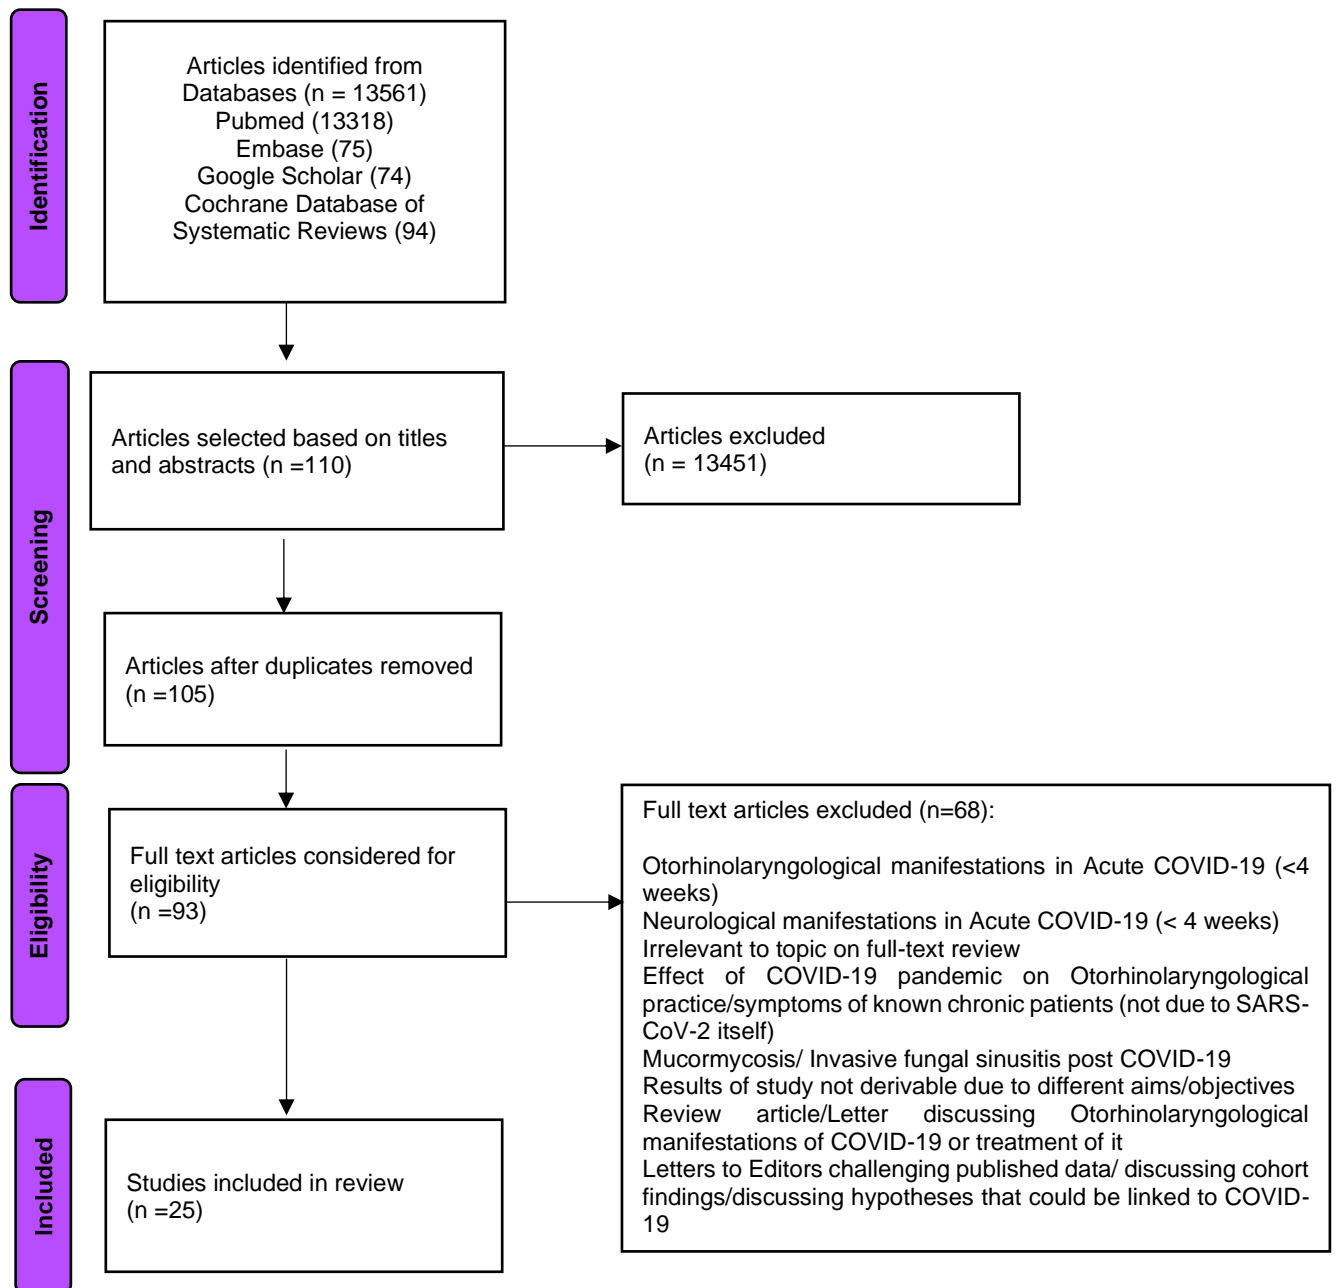 Identification
Articles identified from
Databases (n = 13561)
Pubmed (13318)
Embase (75)
Google Scholar (74)
Cochrane Database of
Systematic Reviews (94)
Screening
Articles selected based on titles
and abstracts (n =110)
Articles excluded
(n = 13451)
Articles after duplicates removed
(n =105)
Eligibility
Full text articles considered for
eligibility
(n =93)
Full text articles excluded (n=68):
Otorhinolaryngological manifestations in Acute COVID-19 (<4
weeks)
Neurological manifestations in Acute COVID-19 (< 4 weeks)
Irrelevant to topic on full-text review
Effect of COVID-19 pandemic on Otorhinolaryngological
practice/symptoms of known chronic patients (not due to SARS-
CoV-2 itself)
Mucormycosis/ Invasive fungal sinusitis post COVID-19
Results of study not derivable due to different aims/objectives
Review article/Letter discussing Otorhinolaryngological
manifestations of COVID-19 or treatment of it
Letters to Editors challenging published data/ discussing cohort
findings/discussing hypotheses that could be linked to COVID-
19
Included
Studies included in review
(n =25)